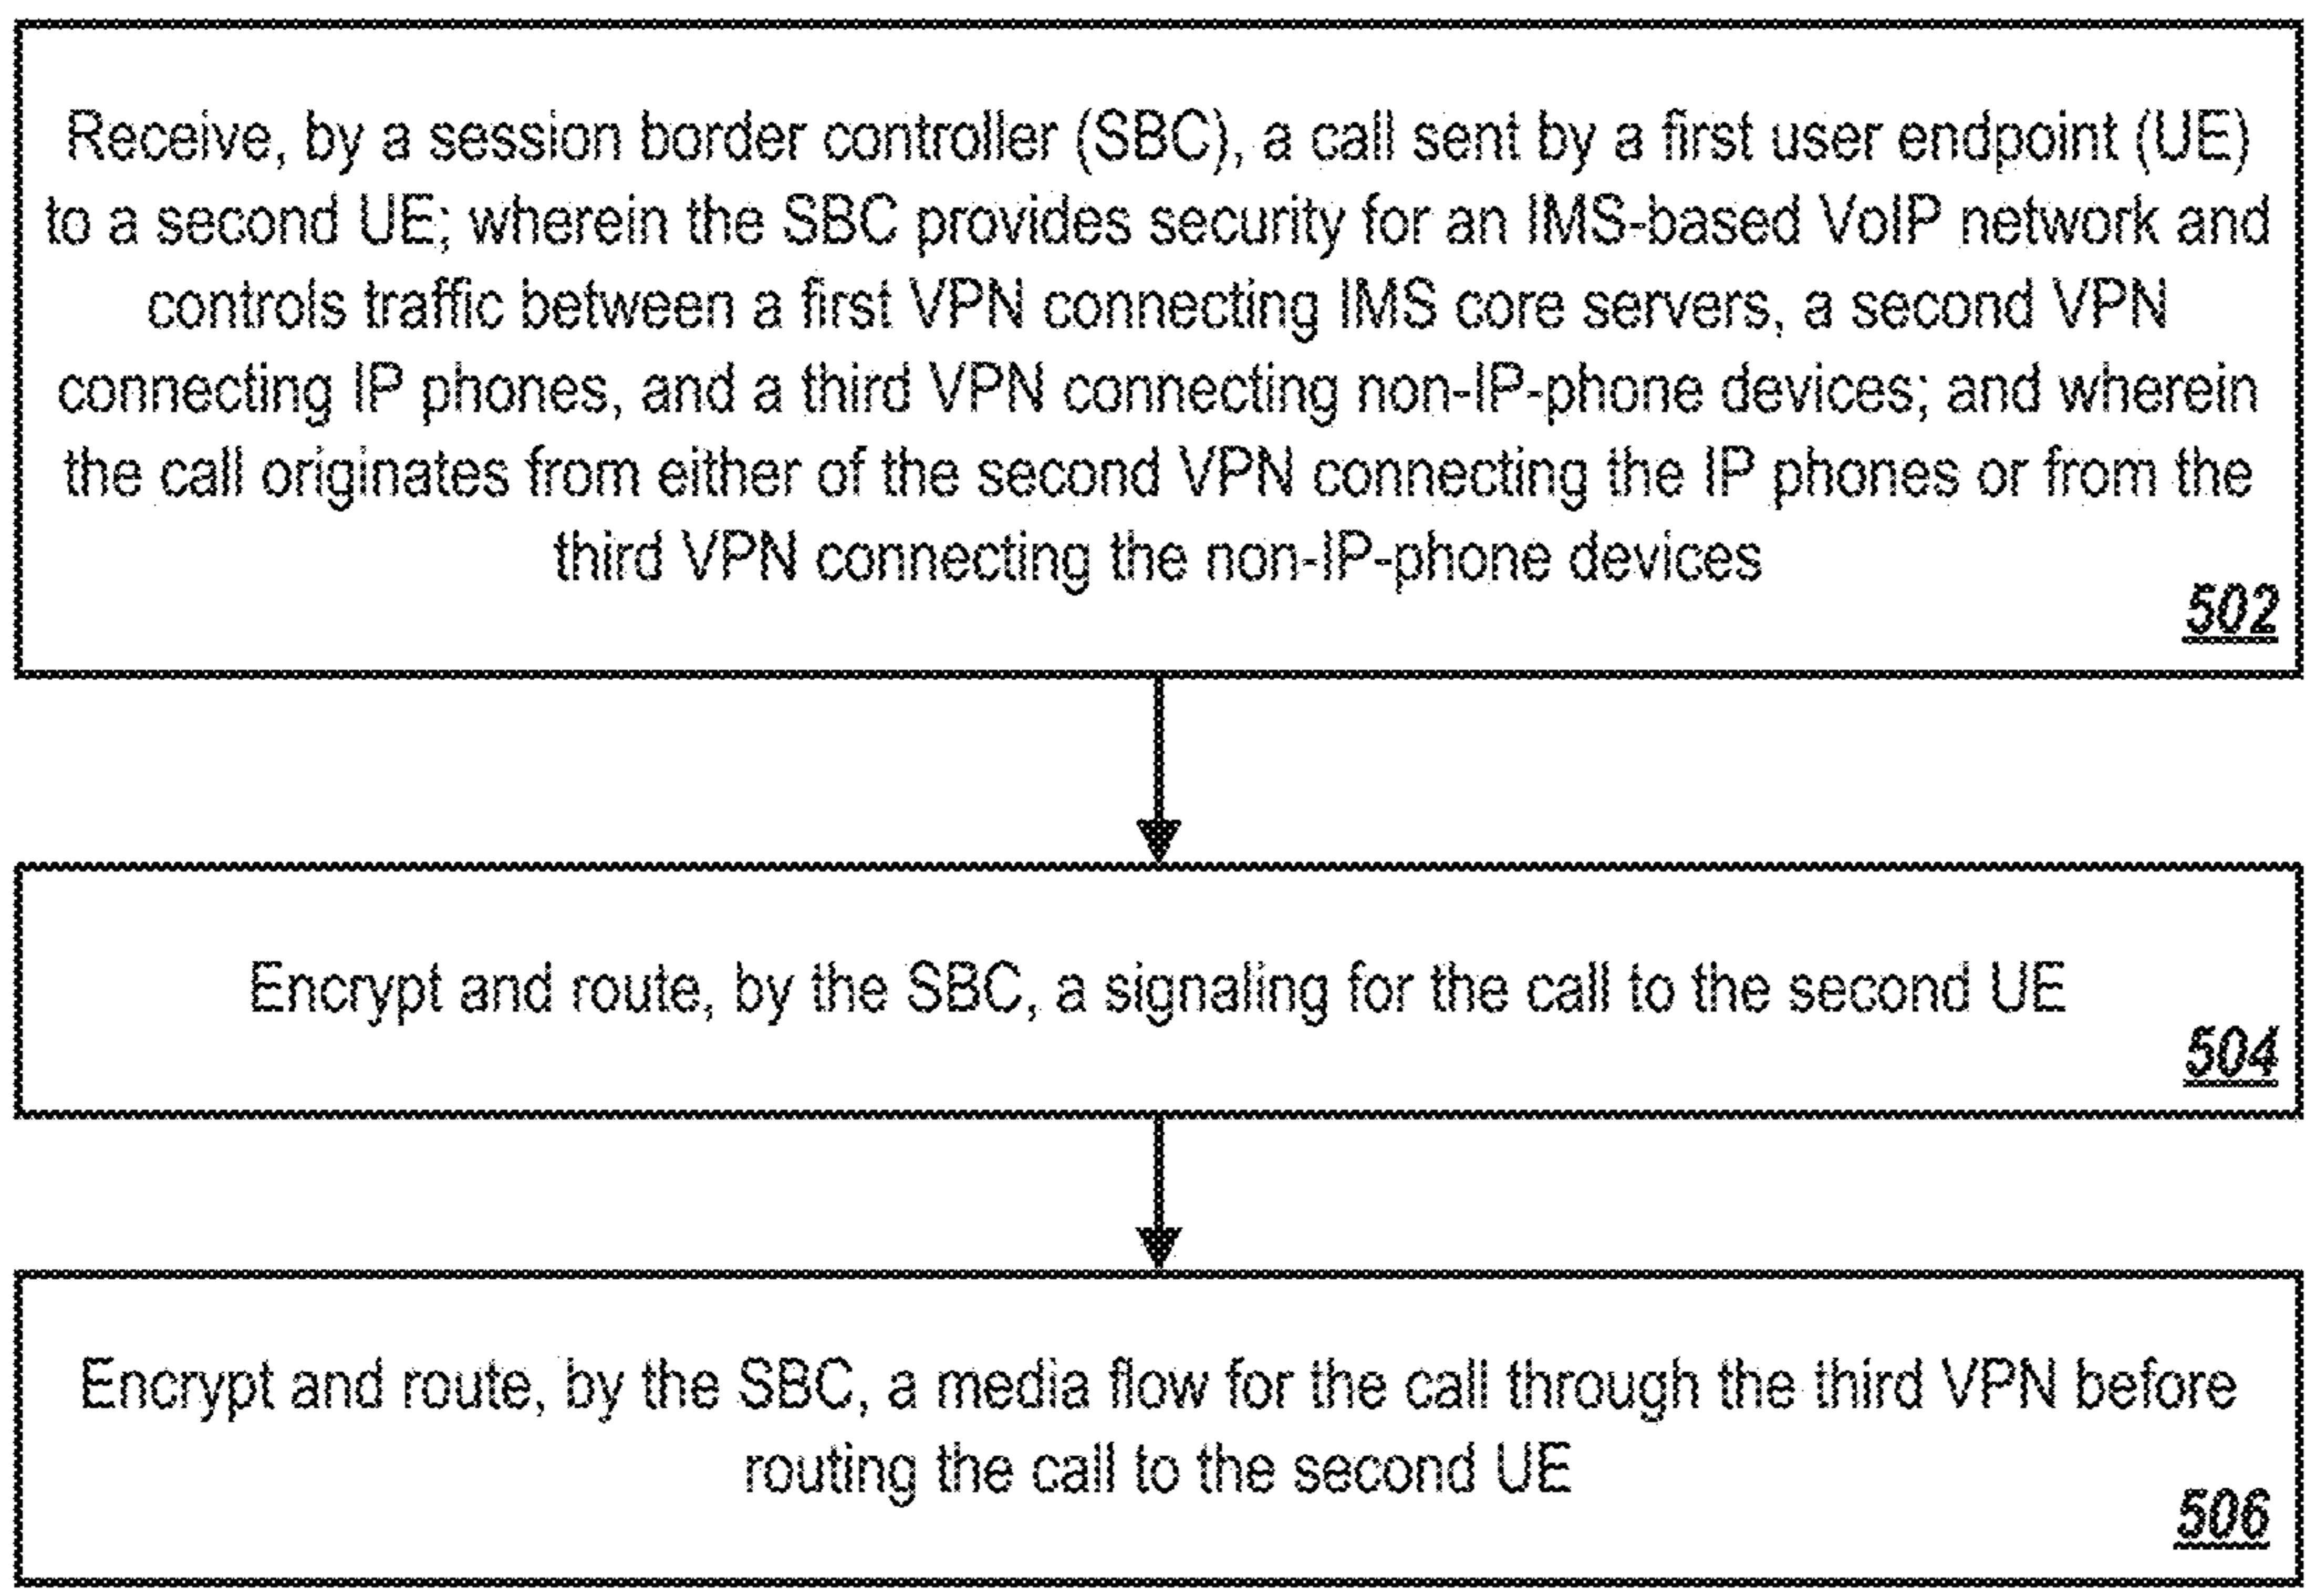 Receive, by a session border controller (SBC), a call sent by a first user endpoint (UE)
to a second UE; wherein the SBC provides security for an IMS-based VoIP network and
controls traffic between a first VPN connecting IMS core servers, a second VPN
connecting IP phones, and a third VPN connecting non-IP-phone devices; and wherein
the call originates from either of the second VPN connecting the IP phones or from the
third VPN connecting the non-IP-phone devices
502
Encrypt and route, by the SBC, a signaling for the call to the second UE
504
Encrypt and route, by the SBC, a media flow for the call through the third VPN before
routing the call to the second UE
506